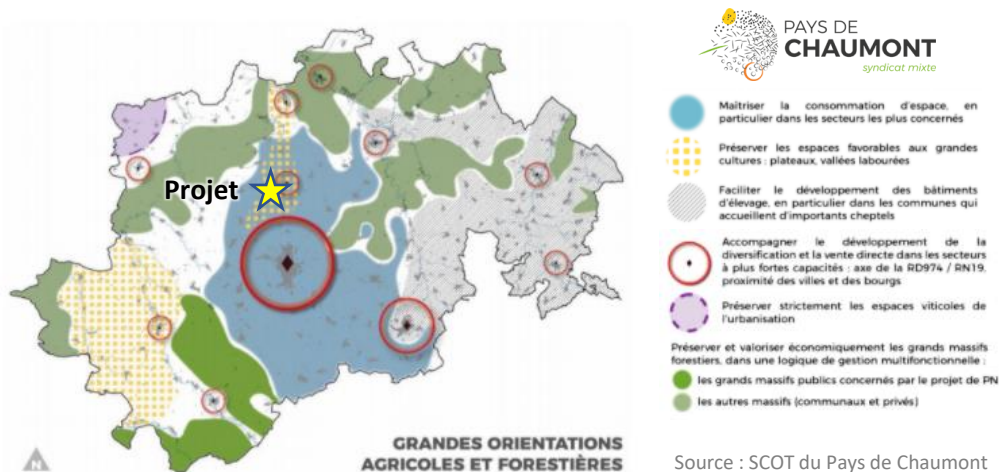 PAYS DE
CHAUMONT
syndicat mixte
Maîtriser la consommation d'espace, en
particulier dans les secteurs les plus concernés
Préserver les espaces favorables aux grandes
cultures : plateaux, vallées labourées
Faciliter le développement des bâtiments
d'élevage, en particulier dans les communes qui
accueillent d'importants cheptels
Accompagner le développement de la
diversification et la vente directe dans les secteurs
à plus fortes capacités : axe de la RD974 / RN19,
proximité des villes et des bourgs
Préserver strictement les espaces viticoles de
l'urbanisation
Préserver et valoriser économiquement les grands massifs
forestiers, dans une logique de gestion multifonctionnelle :
les grands massifs publics concernés par le projet de PN
les autres massifs (communaux et privés)
Projet
N
GRANDES ORIENTATIONS
AGRICOLES ET FORESTIÈRES
Source : SCOT du Pays de Chaumont